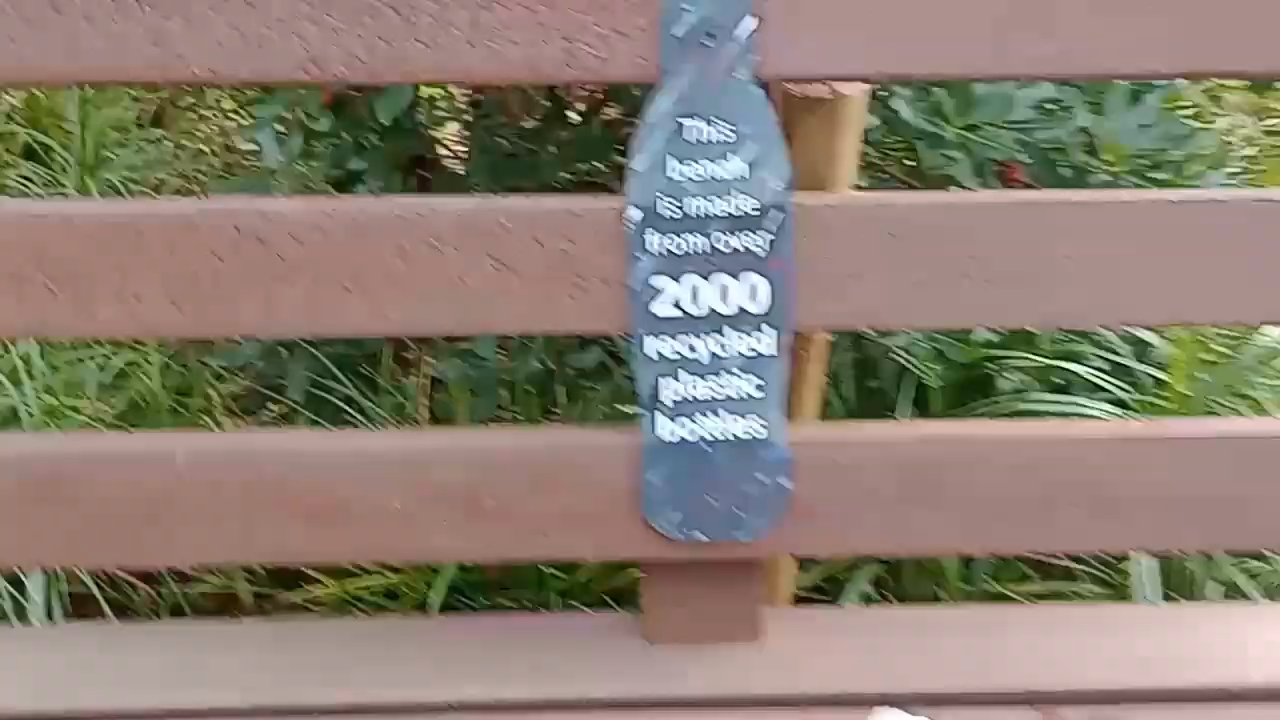 This
bench
is made
from over
2000
recycled
plastic
bottles